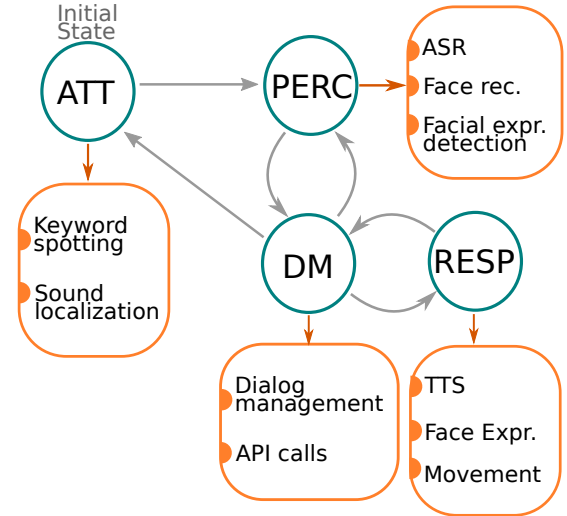 Initial
State
ATT
PERC
ASR
Face rec.
Facial expr.
detection
Keyword
spotting
Sound
localization
DM
RESP
Dialog
management
API calls
TTS
Face Expr.
Movement